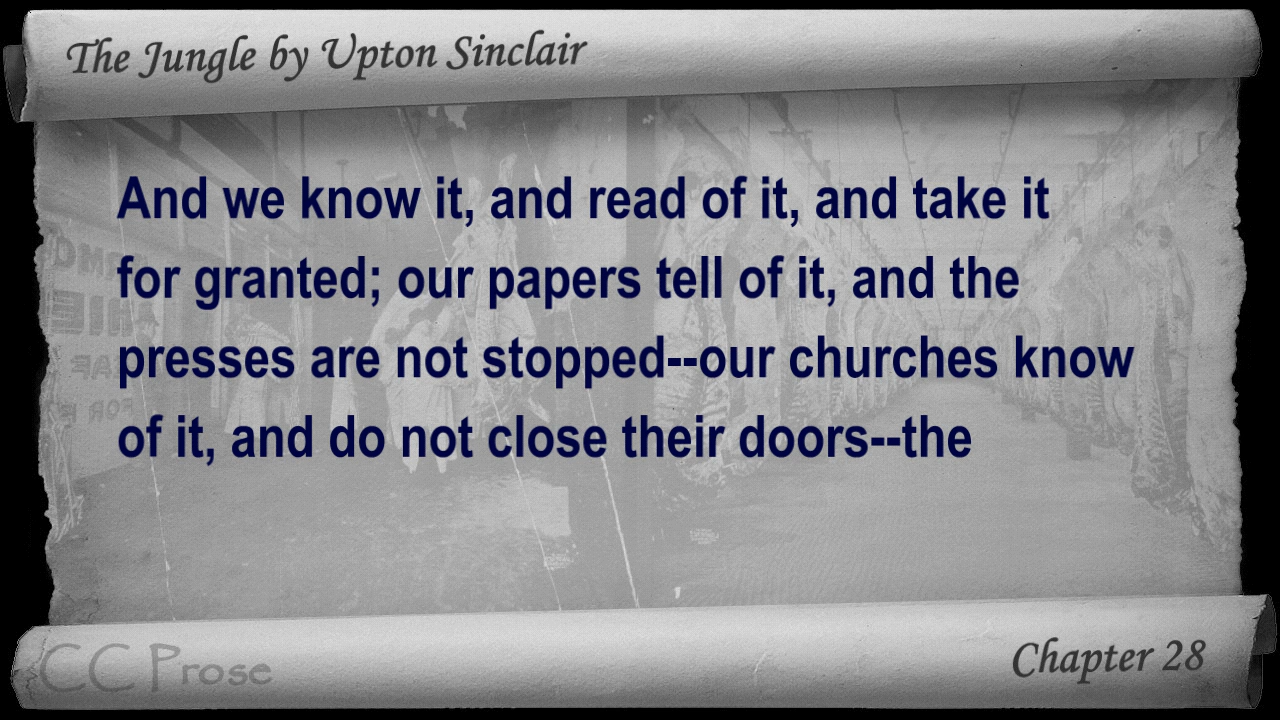 The Jungle by Upton Sinclair
And we know it, and read of it, and take it
for granted; our papers tell of it, and the
presses are not stopped--our churches know
of it, and do not close their doors--the
CC Prose
Chapter 28